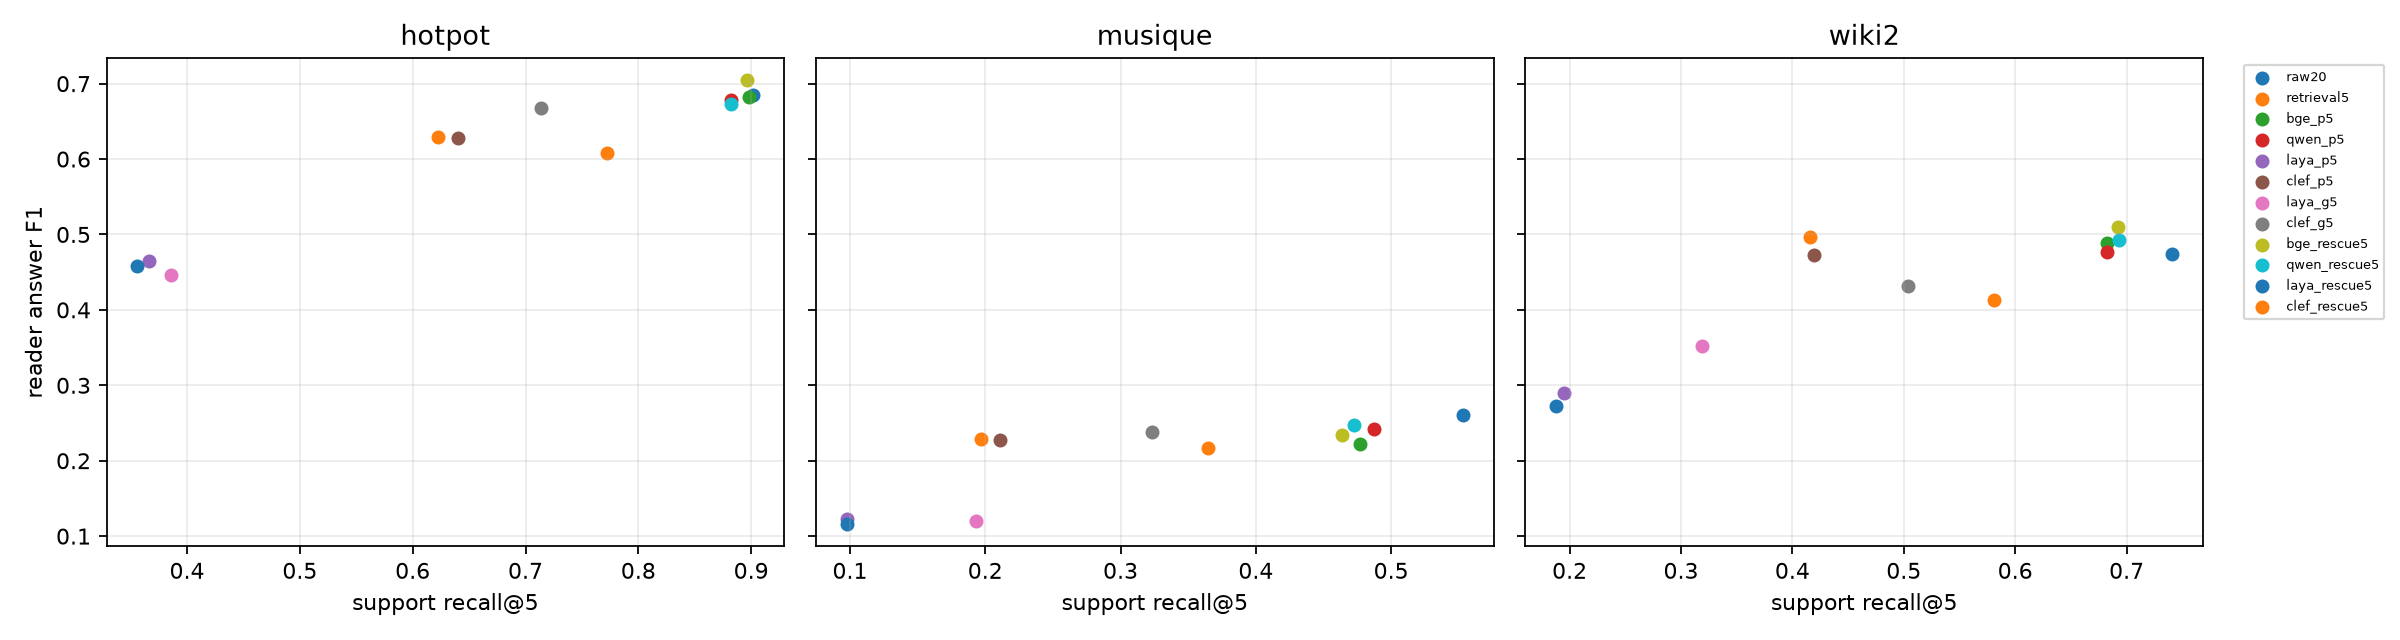 hotpot
musique
wiki2
reader answer F1
0.7
0.6
0.5
0.4
0.3
0.2
0.1
0.4 0.5 0.6 0.7 0.8 0.9
0.1 0.2 0.3 0.4 0.5
0.2 0.3 0.4 0.5 0.6 0.7
support recall@5
support recall@5
support recall@5
raw20
retrieval5
bge_p5
qwen_p5
laya_p5
clef_p5
laya_g5
clef_g5
bge_rescue5
qwen_rescue5
laya_rescue5
clef_rescue5